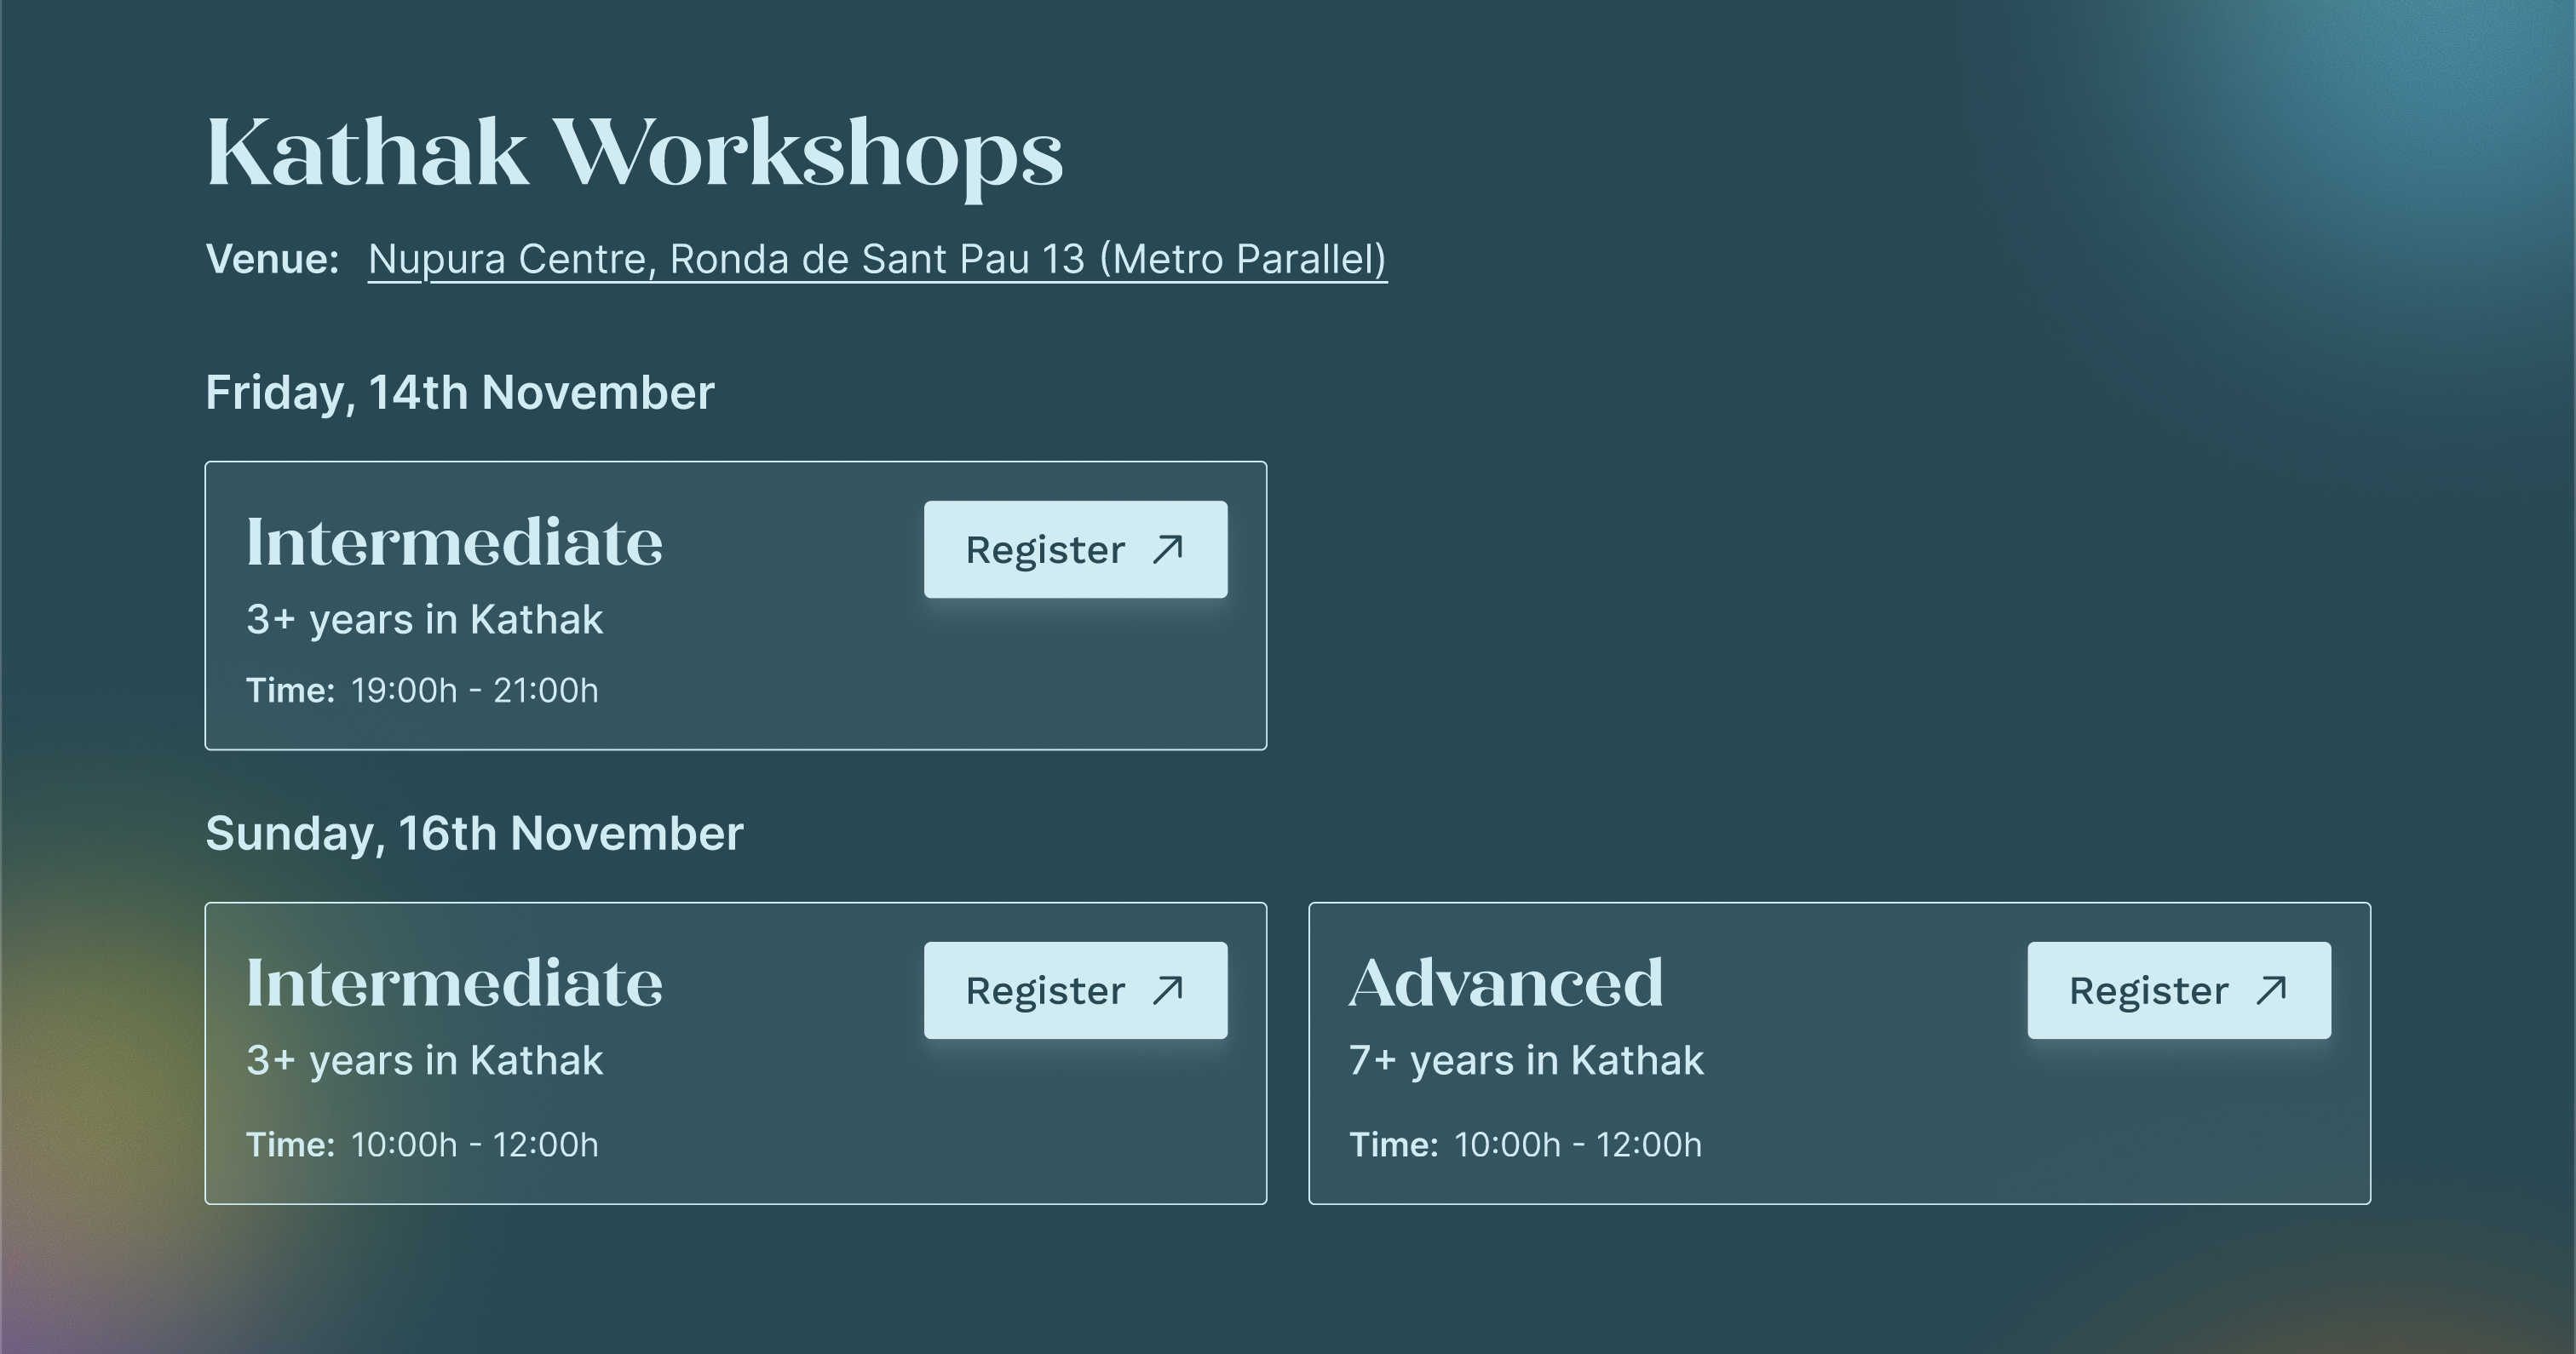 Kathak Workshops
Venue: Nupura Centre, Ronda de Sant Pau 13 (Metro Parallel)
Friday, 14th November
Intermediate
Register
3+ years in Kathak
Time: 19:00h - 21:00h
Sunday, 16th November
Intermediate
Register
3+ years in Kathak
Time: 10:00h - 12:00h
Advanced
Register
7+ years in Kathak
Time: 10:00h - 12:00h